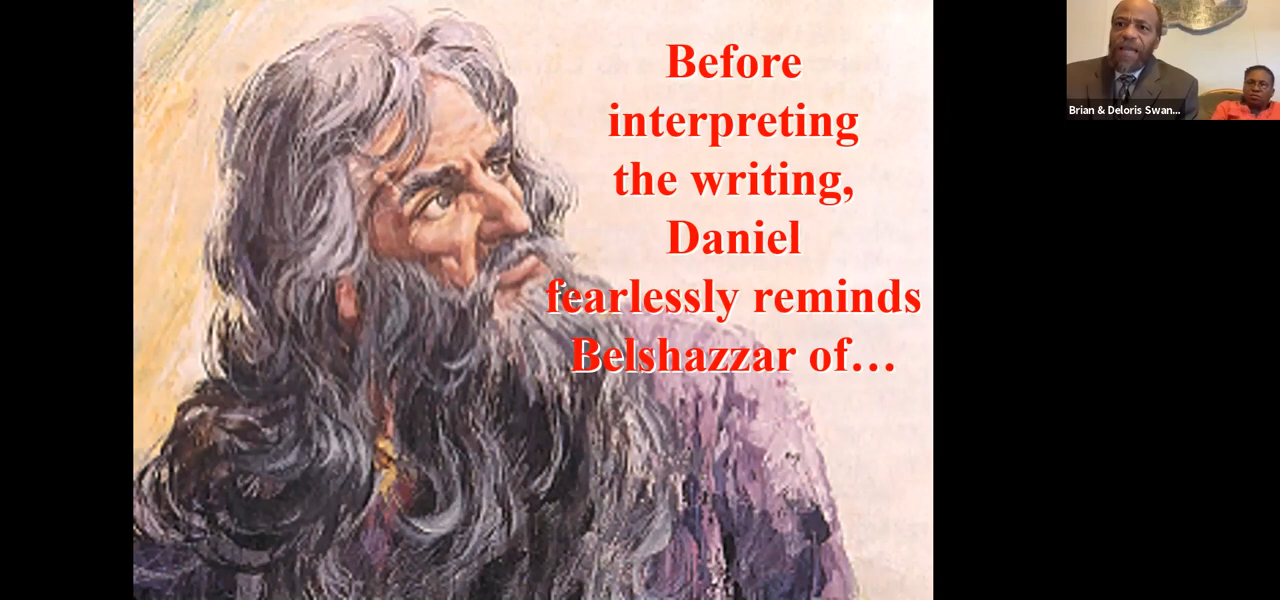 Before
interpreting
the writing,
Daniel
fearlessly reminds
Belshazzar of…
Brian & Deloris Swan...